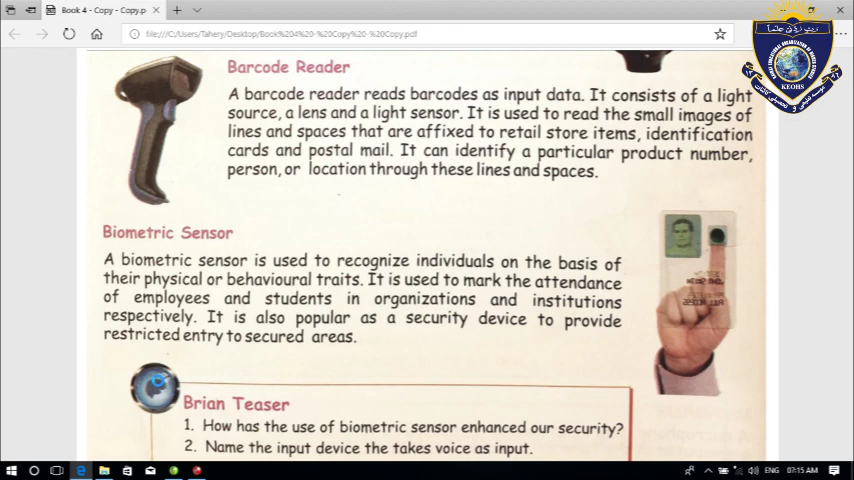 Book 4 - Copy - Copy.p
file:///C:/Users/Tahery/Desktop/Book%204%20-%20Copy%20-%20Copy.pdf
KEOHS
Barcode Reader
A barcode reader reads barcodes as input data. It consists of a light
source, a lens and a light sensor. It is used to read the small images of
lines and spaces that are affixed to retail store items, identification
cards and postal mail. It can identify a particular product number,
person, or location through these lines and spaces.
Biometric Sensor
A biometric sensor is used to recognize individuals on the basis of
their physical or behavioural traits. It is used to mark the attendance
of employees and students in organizations and institutions
respectively. It is also popular as a security device to provide
restricted entry to secured areas.
Brian Teaser
1. How has the use of biometric sensor enhanced our security?
2. Name the input device the takes voice as input.
ENG
07:15 AM